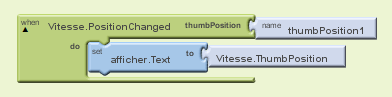 when
Vitesse.PositionChanged thumbPosition name thumbPosition1
do set afficher.Text to Vitesse.ThumbPosition